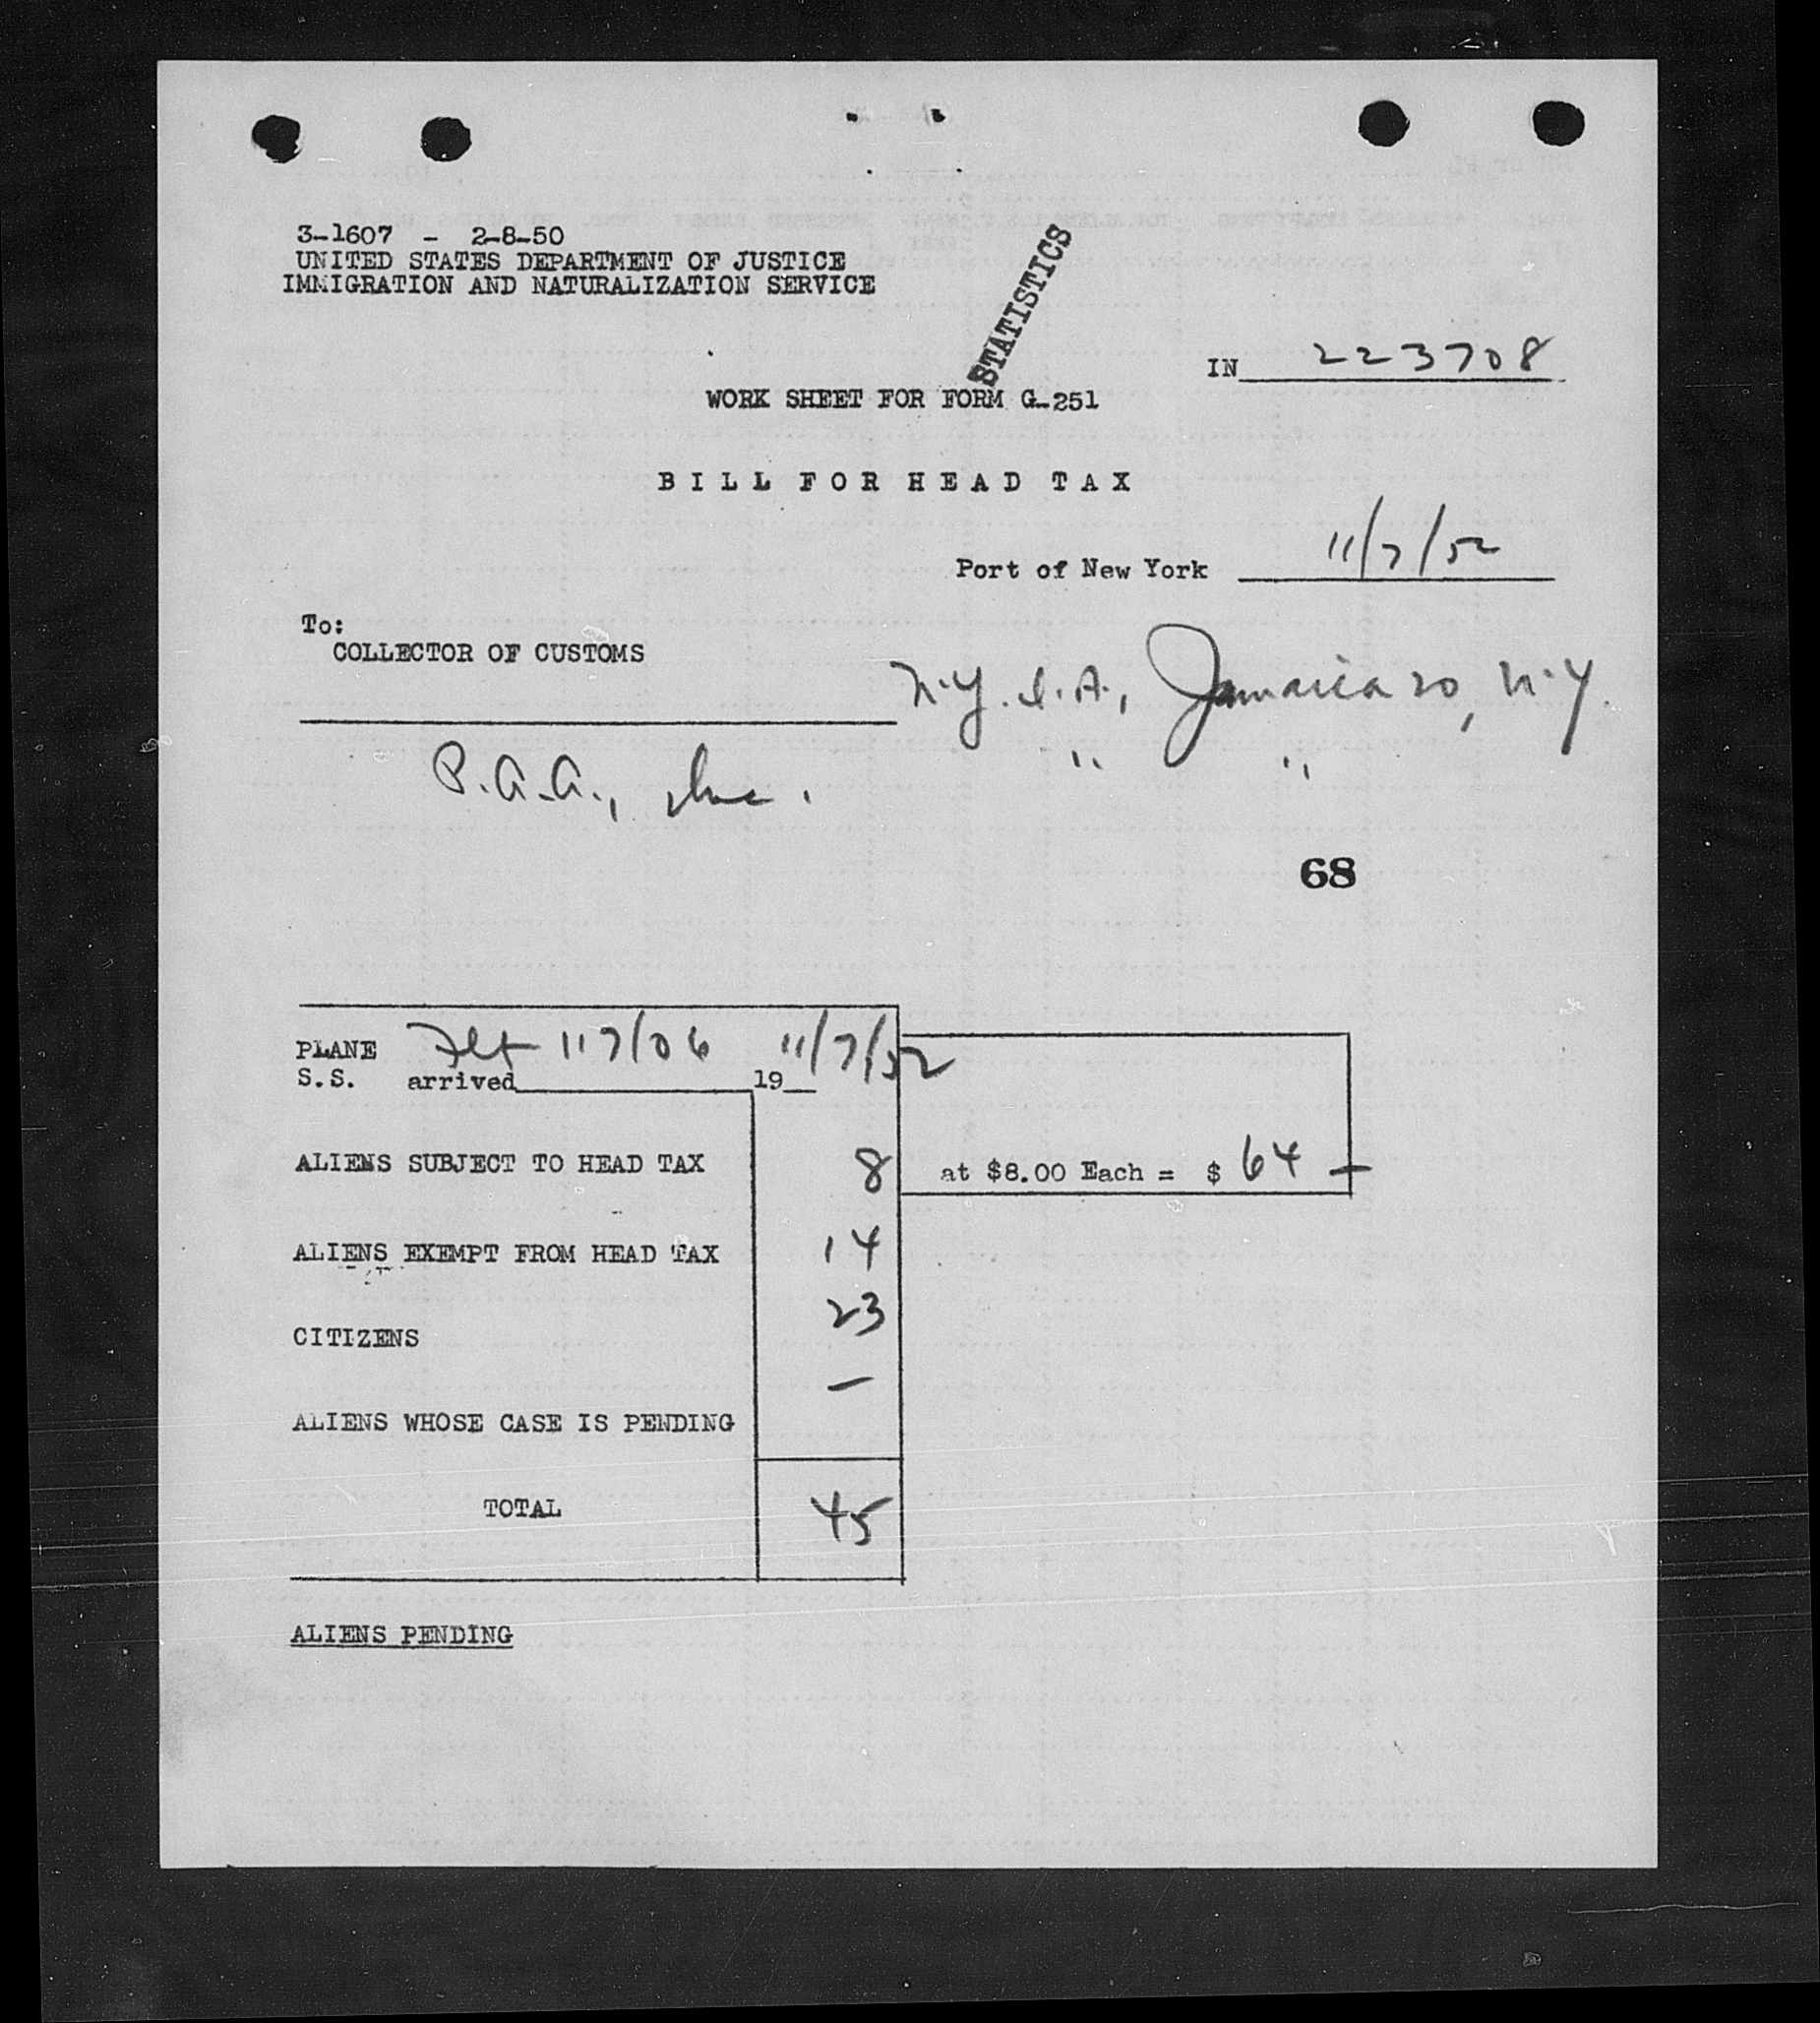 3-1607 - 2-8-50
UNITED STATES DEPARTMENT OF JUSTICE
IMMIGRATION AND NATURALIZATION SERVICE
STATISTICS
IN 223708
WORK SHEET FOR FORM G-251
BILL FOR HEAD TAX
Port of New York 11/7/52
To:
COLLECTOR OF CUSTOMS
N.Y. I.A., Jamaica 20, N.Y.
P.A.A., Inc. " "
68
PLANE Flt 117/06 11/7/52
S.S. arrived 19
ALIENS SUBJECT TO HEAD TAX 8 at $8.00 Each = $ 64 —
ALIENS EXEMPT FROM HEAD TAX 14
CITIZENS 23
ALIENS WHOSE CASE IS PENDING —
TOTAL 45
ALIENS PENDING